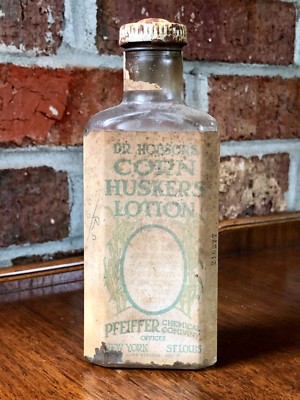 DR. HOBSON'S
CORN
HUSKERS
LOTION
PFEIFFER CHEMICAL COMPANY
OFFICES
NEW YORK ST. LOUIS